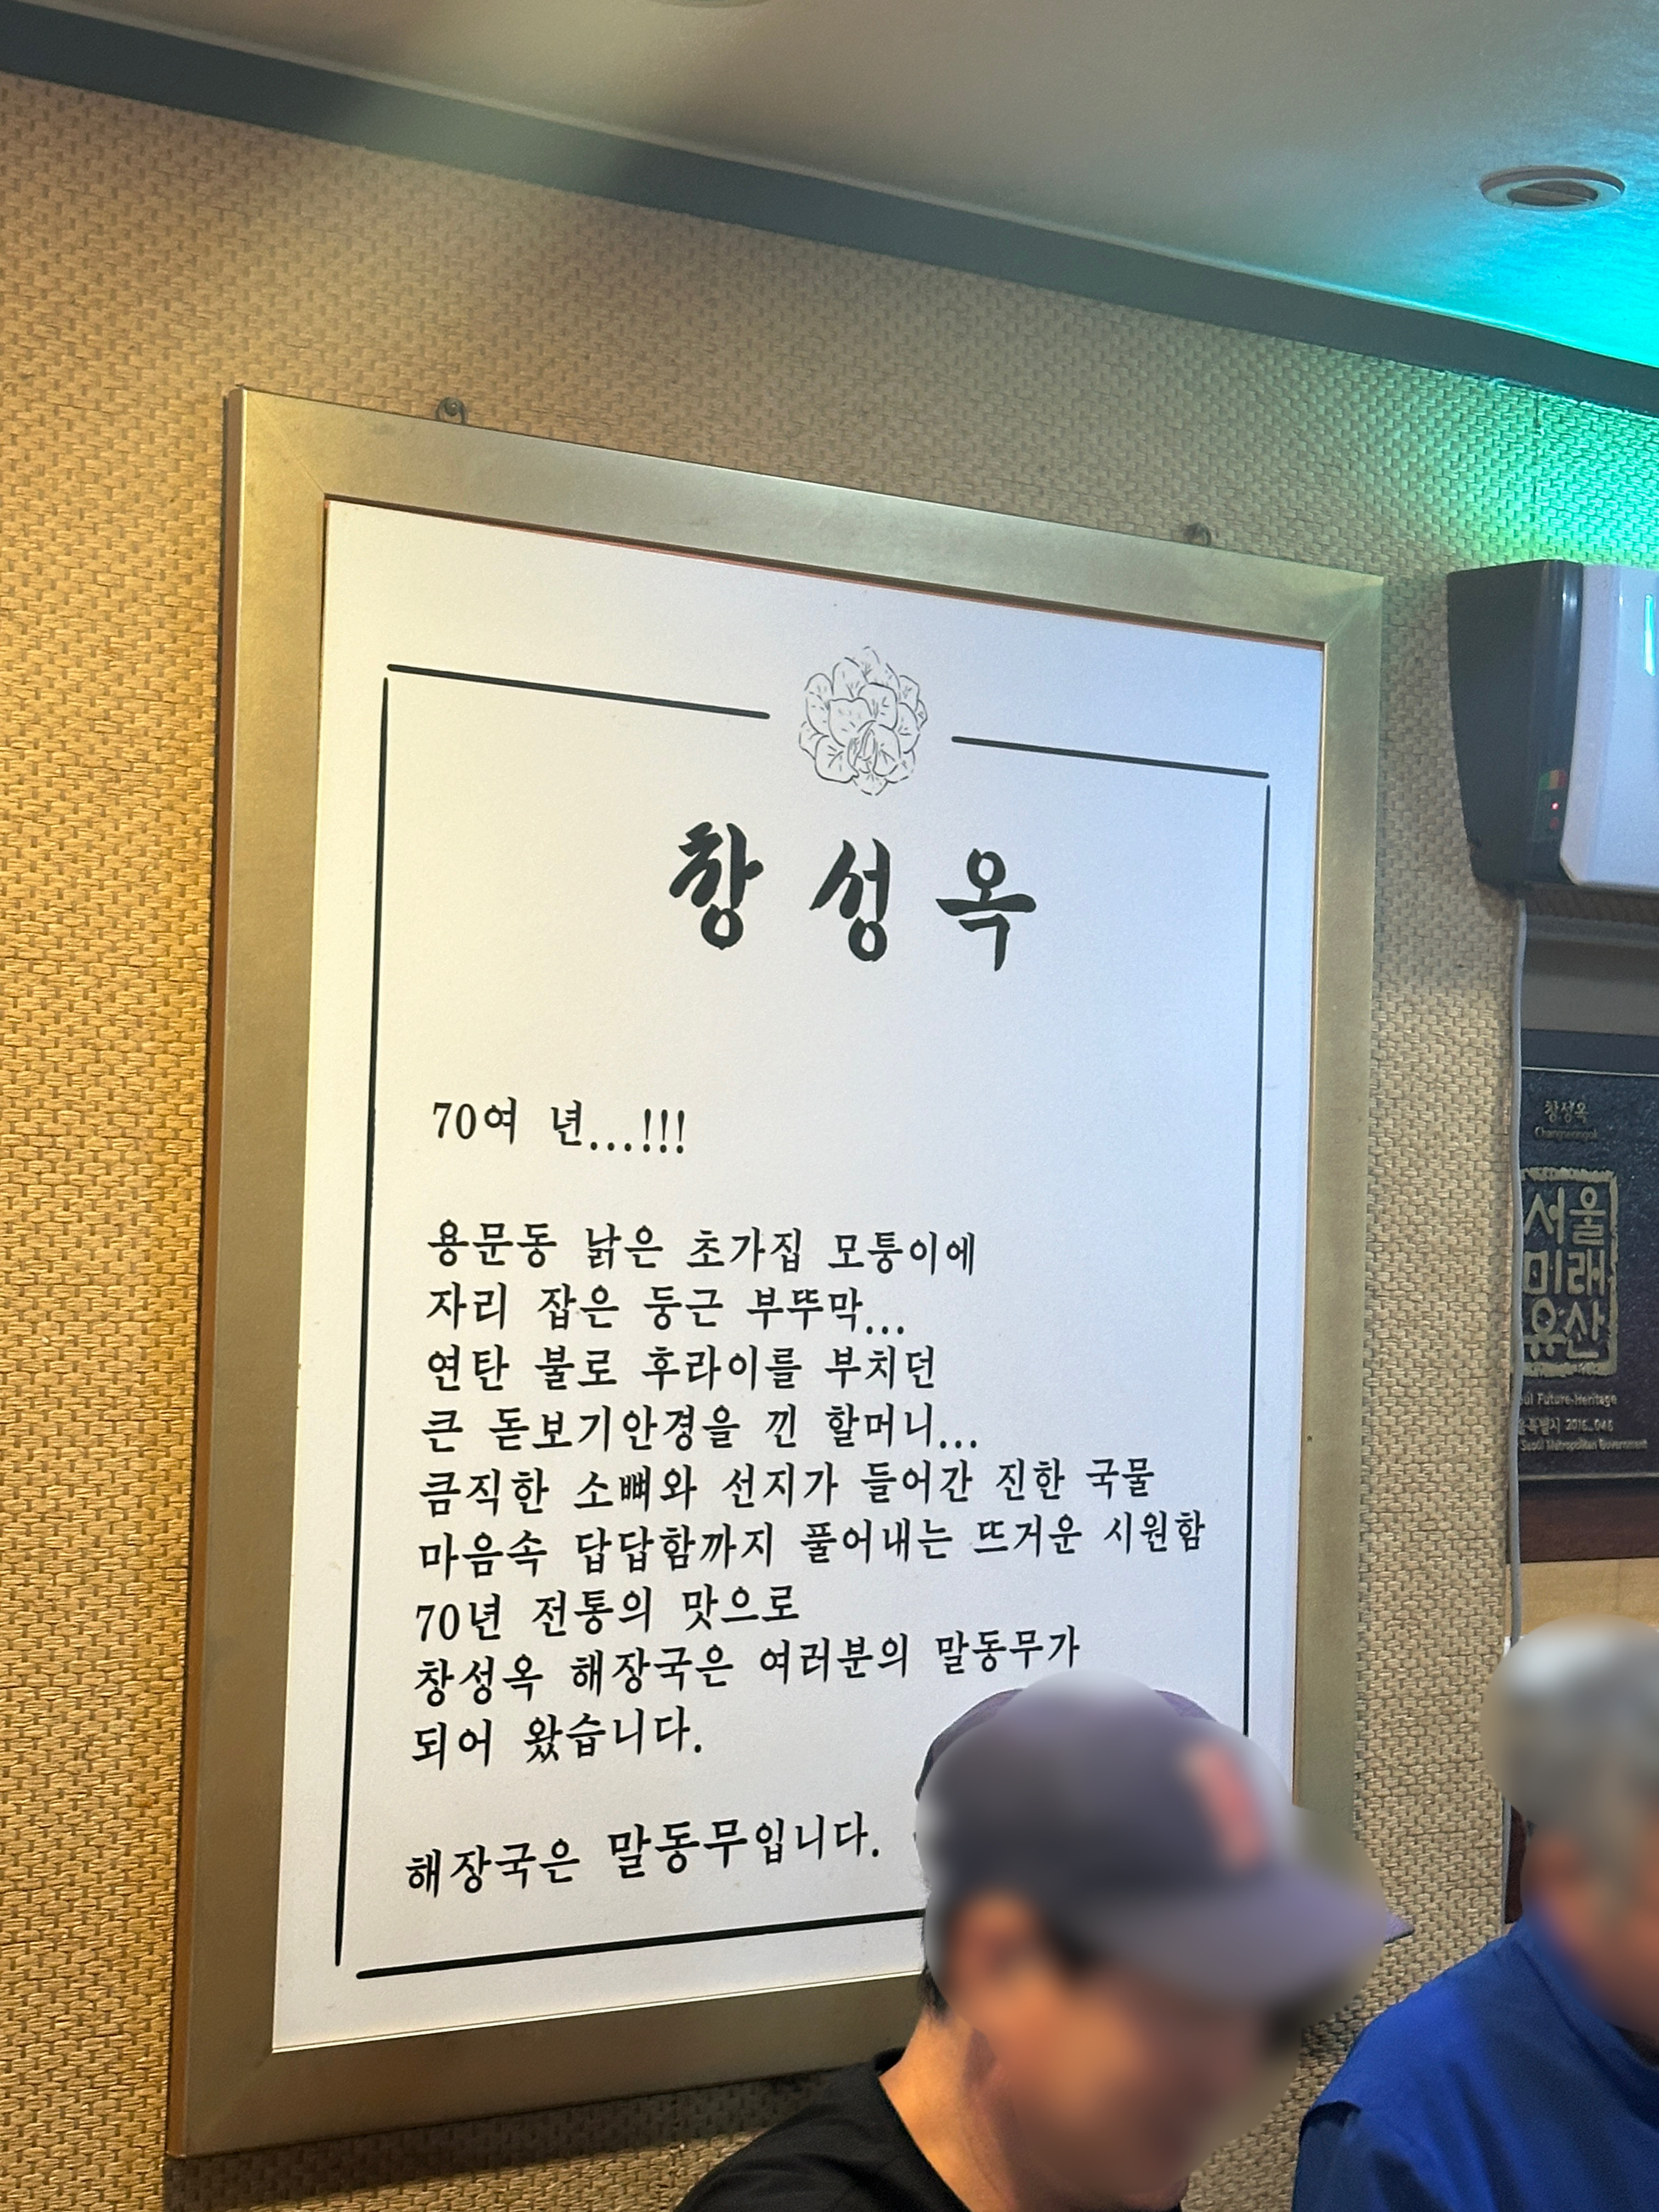 창성옥
70여 년...!!!
용문동 낡은 초가집 모퉁이에
자리 잡은 둥근 부뚜막...
연탄 불로 후라이를 부치던
큰 돋보기안경을 낀 할머니...
큼직한 소뼈와 선지가 들어간 진한 국물
마음속 답답함까지 풀어내는 뜨거운 시원함
70년 전통의 맛으로
창성옥 해장국은 여러분의 말동무가
되어 왔습니다.
해장국은 말동무입니다.
창성옥
서울
미래
유산
Future-Heritage
Seoul Metropolitan Government